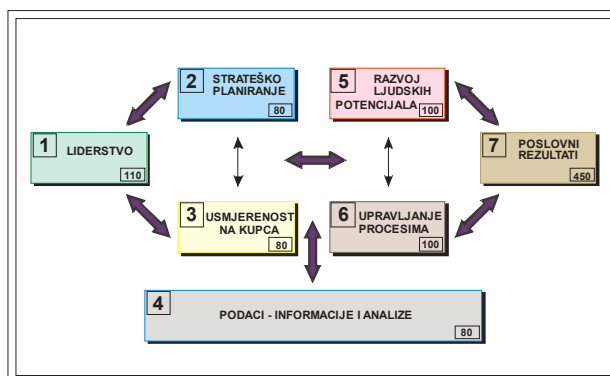 1
LIDERSTVO
110
2
STRATEŠKO
PLANIRANJE
80
3
USMJERENOST
NA KUPCA
80
4
PODACI - INFORMACIJE I ANALIZE
80
5
RAZVOJ
LJUDSKIH
POTENCIJALA
100
6
UPRAVLJANJE
PROCESIMA
100
7
POSLOVNI
REZULTATI
450